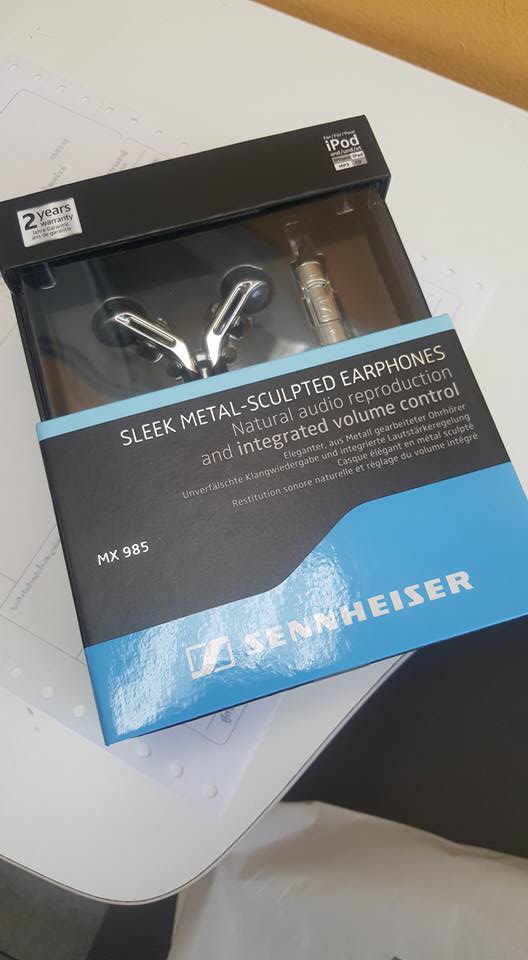 For / Für / Pour
iPod
and/und/et
iPhone iPad
MP3 CD
2 years
Warranty
Jahre Garantie
ans de garantie
SLEEK METAL-SCULPTED EARPHONES
Natural audio reproduction
and integrated volume control
Eleganter, aus Metall gearbeiteter Ohrhörer
Unverfälschte Klangwiedergabe und integrierte Lautstärkeregelung
Casque élégant en métal sculpté
Restitution sonore naturelle et réglage du volume intégré
MX 985
SENNHEISER